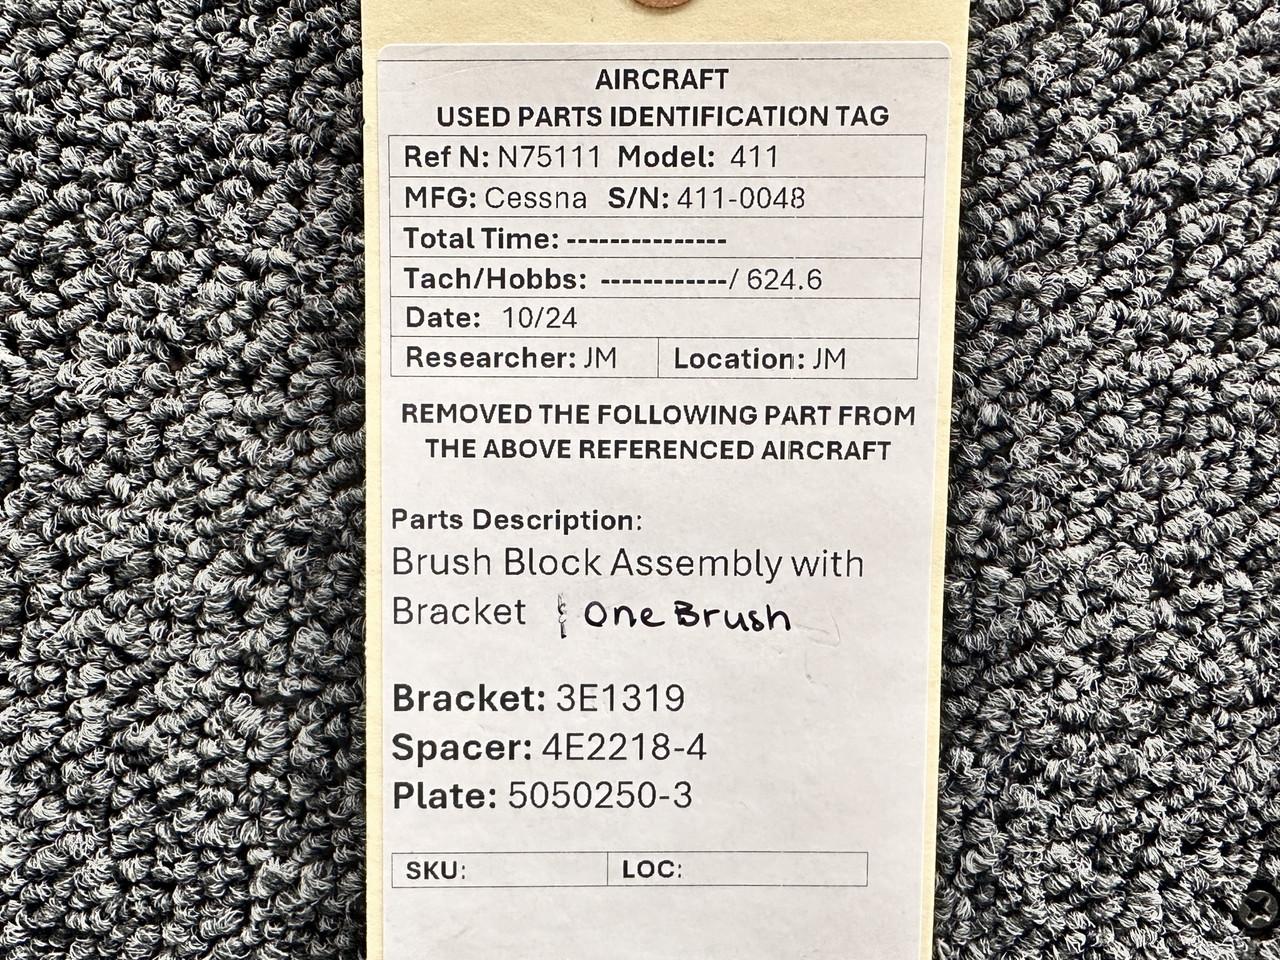 AIRCRAFT
USED PARTS IDENTIFICATION TAG
Ref N: N75111 Model: 411
MFG: Cessna S/N: 411-0048
Total Time: ---------------
Tach/Hobbs: ------------/ 624.6
Date: 10/24
Researcher: JM Location: JM
REMOVED THE FOLLOWING PART FROM
THE ABOVE REFERENCED AIRCRAFT
Parts Description:
Brush Block Assembly with
Bracket & One Brush
Bracket: 3E1319
Spacer: 4E2218-4
Plate: 5050250-3
SKU: LOC: